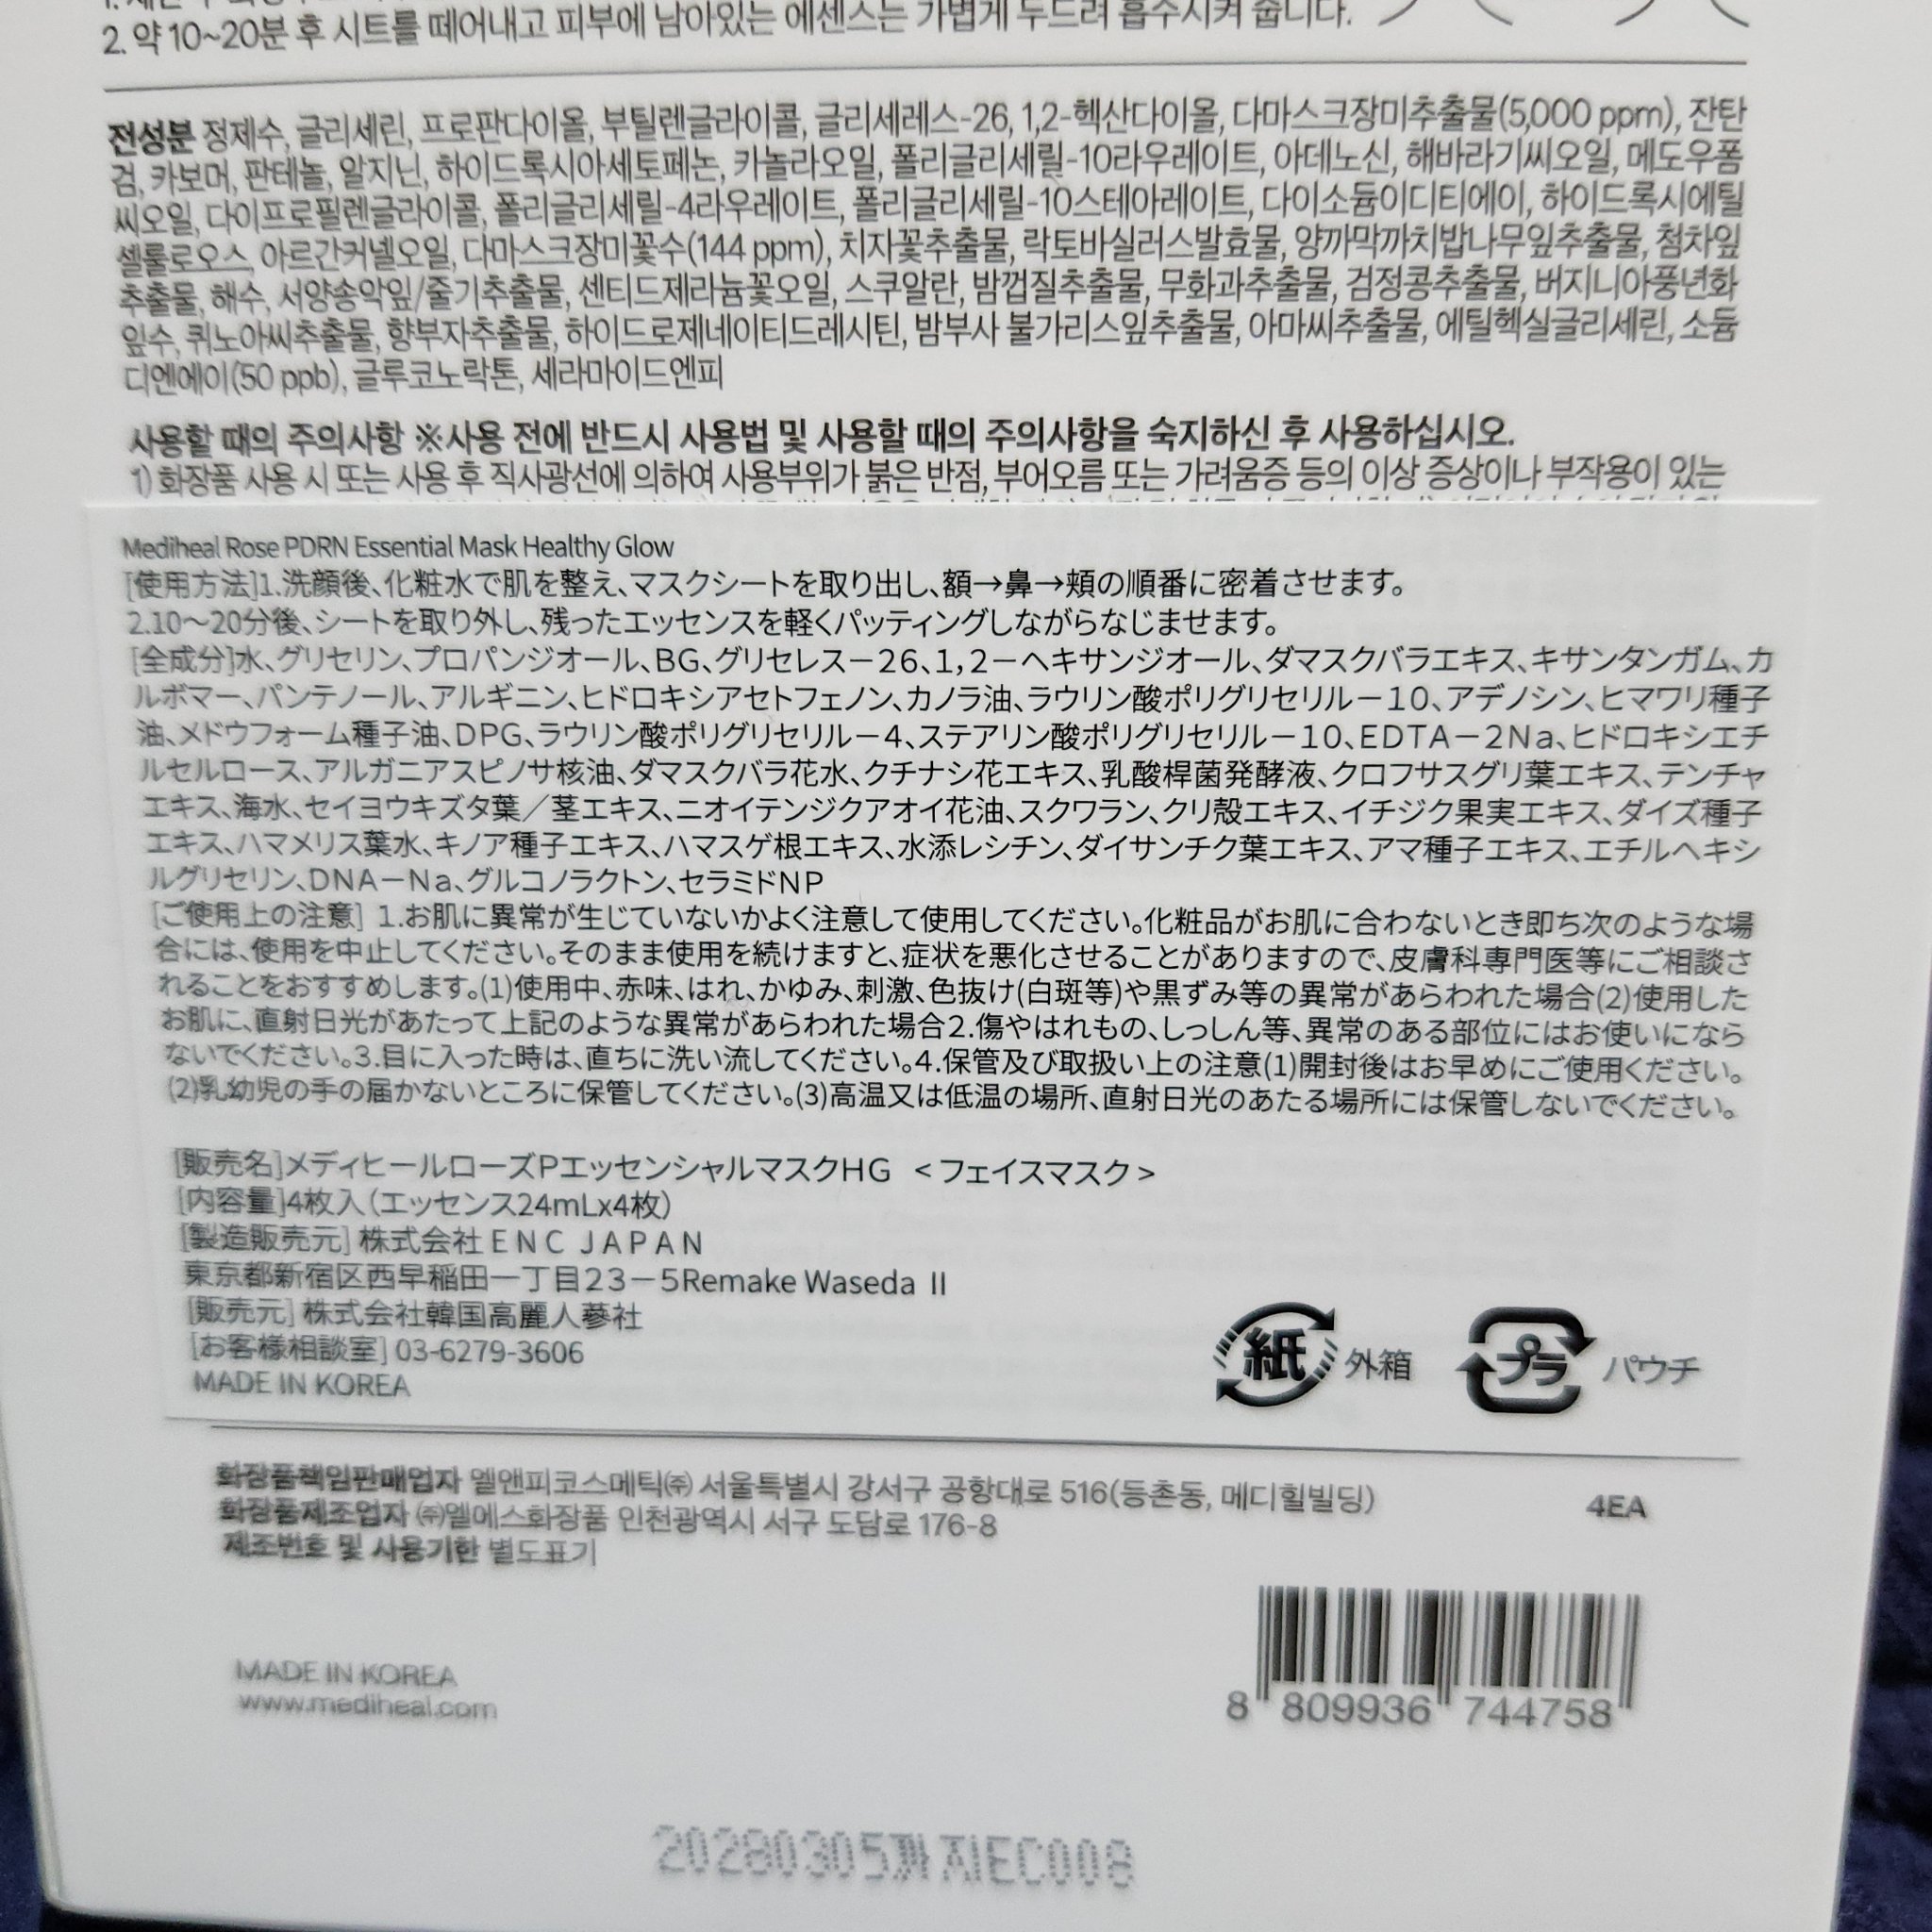 2. 약 10~20분 후 시트를 떼어내고 피부에 남아있는 에센스는 가볍게 두드려 흡수시켜 줍니다.
전성분 정제수, 글리세린, 프로판다이올, 부틸렌글라이콜, 글리세레스-26, 1,2-헥산다이올, 다마스크장미추출물(5,000 ppm), 잔탄
검, 카보머, 판테놀, 알지닌, 하이드록시아세토페논, 카놀라오일, 폴리글리세릴-10라우레이트, 아데노신, 해바라기씨오일, 메도우폼
씨오일, 다이프로필렌글라이콜, 폴리글리세릴-4라우레이트, 폴리글리세릴-10스테아레이트, 다이소듐이디티에이, 하이드록시에틸
셀룰로오스, 아르간커넬오일, 다마스크장미꽃수(144 ppm), 치자꽃추출물, 락토바실러스발효물, 양까막까치밥나무잎추출물, 첨차잎
추출물, 해수, 서양송악잎/줄기추출물, 센티드제라늄꽃오일, 스쿠알란, 밤껍질추출물, 무화과추출물, 검정콩추출물, 버지니아풍년화
잎수, 퀴노아씨추출물, 향부자추출물, 하이드로제네이티드레시틴, 밤부사 불가리스잎추출물, 아마씨추출물, 에틸헥실글리세린, 소듐
디엔에이(50 ppb), 글루코노락톤, 세라마이드엔피
사용할 때의 주의사항 ※사용 전에 반드시 사용법 및 사용할 때의 주의사항을 숙지하신 후 사용하십시오.
1) 화장품 사용 시 또는 사용 후 직사광선에 의하여 사용부위가 붉은 반점, 부어오름 또는 가려움증 등의 이상 증상이나 부작용이 있는
Mediheal Rose PDRN Essential Mask Healthy Glow
[使用方法]1.洗顔後、化粧水で肌を整え、マスクシートを取り出し、額→鼻→頬の順番に密着させます。
2.10～20分後、シートを取り外し、残ったエッセンスを軽くパッティングしながらなじませます。
[全成分]水、グリセリン、プロパンジオール、BG、グリセレス－26、1,2－ヘキサンジオール、ダマスクバラエキス、キサンタンガム、カ
ルボマー、パンテノール、アルギニン、ヒドロキシアセトフェノン、カノラ油、ラウリン酸ポリグリセリル－10、アデノシン、ヒマワリ種子
油、メドウフォーム種子油、DPG、ラウリン酸ポリグリセリル－4、ステアリン酸ポリグリセリル－10、EDTA－2Na、ヒドロキシエチ
ルセルロース、アルガニアスピノサ核油、ダマスクバラ花水、クチナシ花エキス、乳酸桿菌発酵液、クロフサスグリ葉エキス、テンチャ
エキス、海水、セイヨウキズタ葉／茎エキス、ニオイテンジクアオイ花油、スクワラン、クリ殻エキス、イチジク果実エキス、ダイズ種子
エキス、ハマメリス葉水、キノア種子エキス、ハマスゲ根エキス、水添レシチン、ダイサンチク葉エキス、アマ種子エキス、エチルヘキシ
ルグリセリン、DNA－Na、グルコノラクトン、セラミドNP
[ご使用上の注意] 1.お肌に異常が生じていないかよく注意して使用してください。化粧品がお肌に合わないとき即ち次のような場
合には、使用を中止してください。そのまま使用を続けますと、症状を悪化させることがありますので、皮膚科専門医等にご相談さ
れることをおすすめします。(1)使用中、赤味、はれ、かゆみ、刺激、色抜け(白斑等)や黒ずみ等の異常があらわれた場合(2)使用した
お肌に、直射日光があたって上記のような異常があらわれた場合2.傷やはれもの、しっしん等、異常のある部位にはお使いになら
ないでください。3.目に入った時は、直ちに洗い流してください。4.保管及び取扱い上の注意(1)開封後はお早めにご使用ください。
(2)乳幼児の手の届かないところに保管してください。(3)高温又は低温の場所、直射日光のあたる場所には保管しないでください。
[販売名]メディヒールローズPエッセンシャルマスクHG ＜フェイスマスク＞
[内容量]4枚入(エッセンス24mLx4枚)
[製造販売元] 株式会社ENC JAPAN
東京都新宿区西早稲田一丁目23－5Remake Waseda II
[販売元] 株式会社韓国高麗人蔘社
[お客様相談室] 03-6279-3606
MADE IN KOREA
紙 外箱 プラ パウチ
화장품책임판매업자 엘앤피코스메틱㈜ 서울특별시 강서구 공항대로 516(등촌동, 메디힐빌딩) 4EA
화장품제조업자 ㈜엘에스화장품 인천광역시 서구 도담로 176-8
제조번호 및 사용기한 별도표기
MADE IN KOREA
www.mediheal.com
8 809936 744758
20280305까지EC008